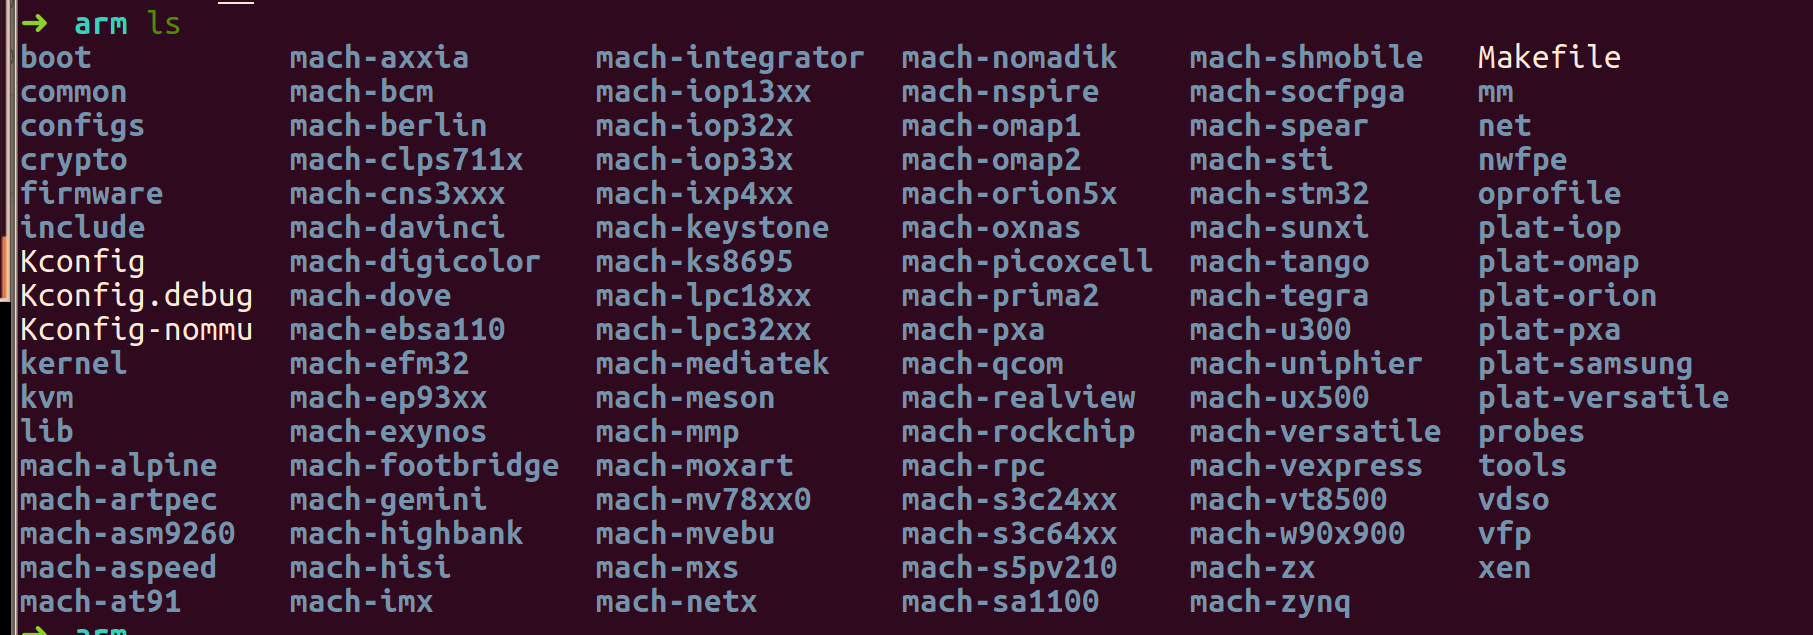 ➜ arm ls
boot mach-axxia mach-integrator mach-nomadik mach-shmobile Makefile
common mach-bcm mach-iop13xx mach-nspire mach-socfpga mm
configs mach-berlin mach-iop32x mach-omap1 mach-spear net
crypto mach-clps711x mach-iop33x mach-omap2 mach-sti nwfpe
firmware mach-cns3xxx mach-ixp4xx mach-orion5x mach-stm32 oprofile
include mach-davinci mach-keystone mach-oxnas mach-sunxi plat-iop
Kconfig mach-digicolor mach-ks8695 mach-picoxcell mach-tango plat-omap
Kconfig.debug mach-dove mach-lpc18xx mach-prima2 mach-tegra plat-orion
Kconfig-nommu mach-ebsa110 mach-lpc32xx mach-pxa mach-u300 plat-pxa
kernel mach-efm32 mach-mediatek mach-qcom mach-uniphier plat-samsung
kvm mach-ep93xx mach-meson mach-realview mach-ux500 plat-versatile
lib mach-exynos mach-mmp mach-rockchip mach-versatile probes
mach-alpine mach-footbridge mach-moxart mach-rpc mach-vexpress tools
mach-artpec mach-gemini mach-mv78xx0 mach-s3c24xx mach-vt8500 vdso
mach-asm9260 mach-highbank mach-mvebu mach-s3c64xx mach-w90x900 vfp
mach-aspeed mach-hisi mach-mxs mach-s5pv210 mach-zx xen
mach-at91 mach-imx mach-netx mach-sa1100 mach-zynq
➜ arm